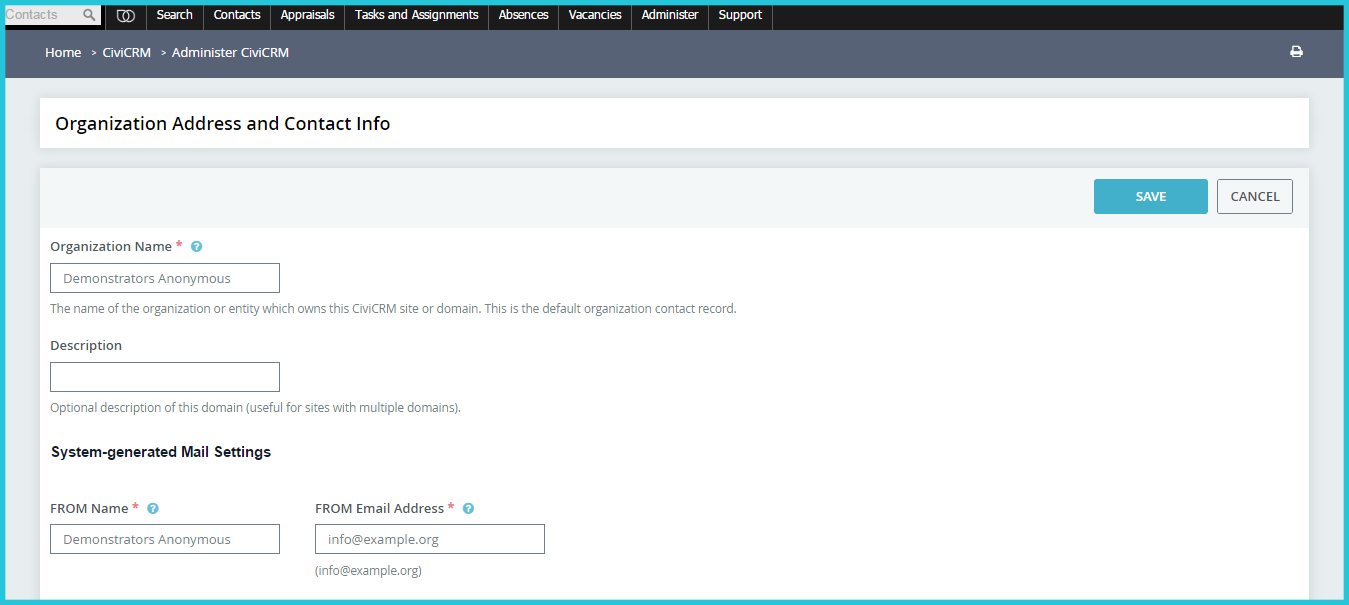 Contacts Search Contacts Appraisals Tasks and Assignments Absences Vacancies Administer Support
Home > CiviCRM > Administer CiviCRM
Organization Address and Contact Info
SAVE CANCEL
Organization Name * ?
Demonstrators Anonymous
The name of the organization or entity which owns this CiviCRM site or domain. This is the default organization contact record.
Description
Optional description of this domain (useful for sites with multiple domains).
System-generated Mail Settings
FROM Name * ? FROM Email Address * ?
Demonstrators Anonymous info@example.org
(info@example.org)